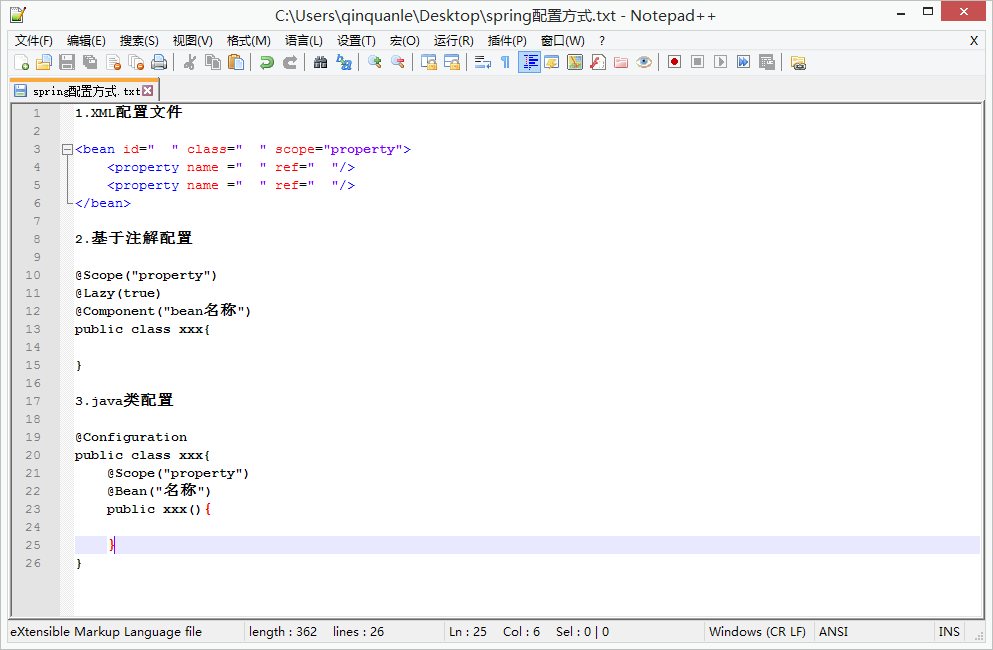 C:\Users\qinquanle\Desktop\spring配置方式.txt - Notepad++
文件(F) 编辑(E) 搜索(S) 视图(V) 格式(M) 语言(L) 设置(T) 宏(O) 运行(R) 插件(P) 窗口(W) ? X
spring配置方式.txt
1 1.XML配置文件
2
3 <bean id="  " class="  " scope="property">
4     <property name ="  " ref="  "/>
5     <property name ="  " ref="  "/>
6 </bean>
7
8 2.基于注解配置
9
10 @Scope("property")
11 @Lazy(true)
12 @Component("bean名称")
13 public class xxx{
14
15 }
16
17 3.java类配置
18
19 @Configuration
20 public class xxx{
21     @Scope("property")
22     @Bean("名称")
23     public xxx(){
24
25     }
26 }
eXtensible Markup Language file length : 362 lines : 26 Ln : 25 Col : 6 Sel : 0 | 0 Windows (CR LF) ANSI INS